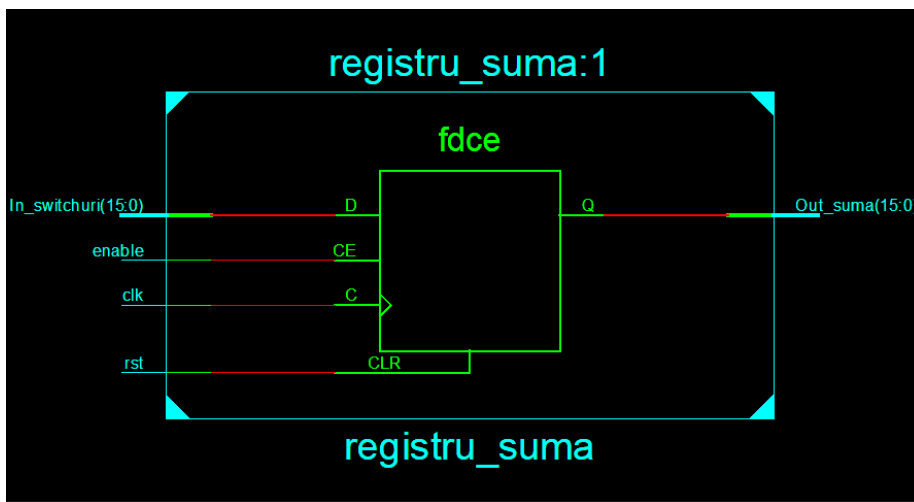 registru_suma:1
fdce
In_switchuri(15:0)
D
Q
Out_suma(15:0
enable
CE
clk
C
rst
CLR
registru_suma